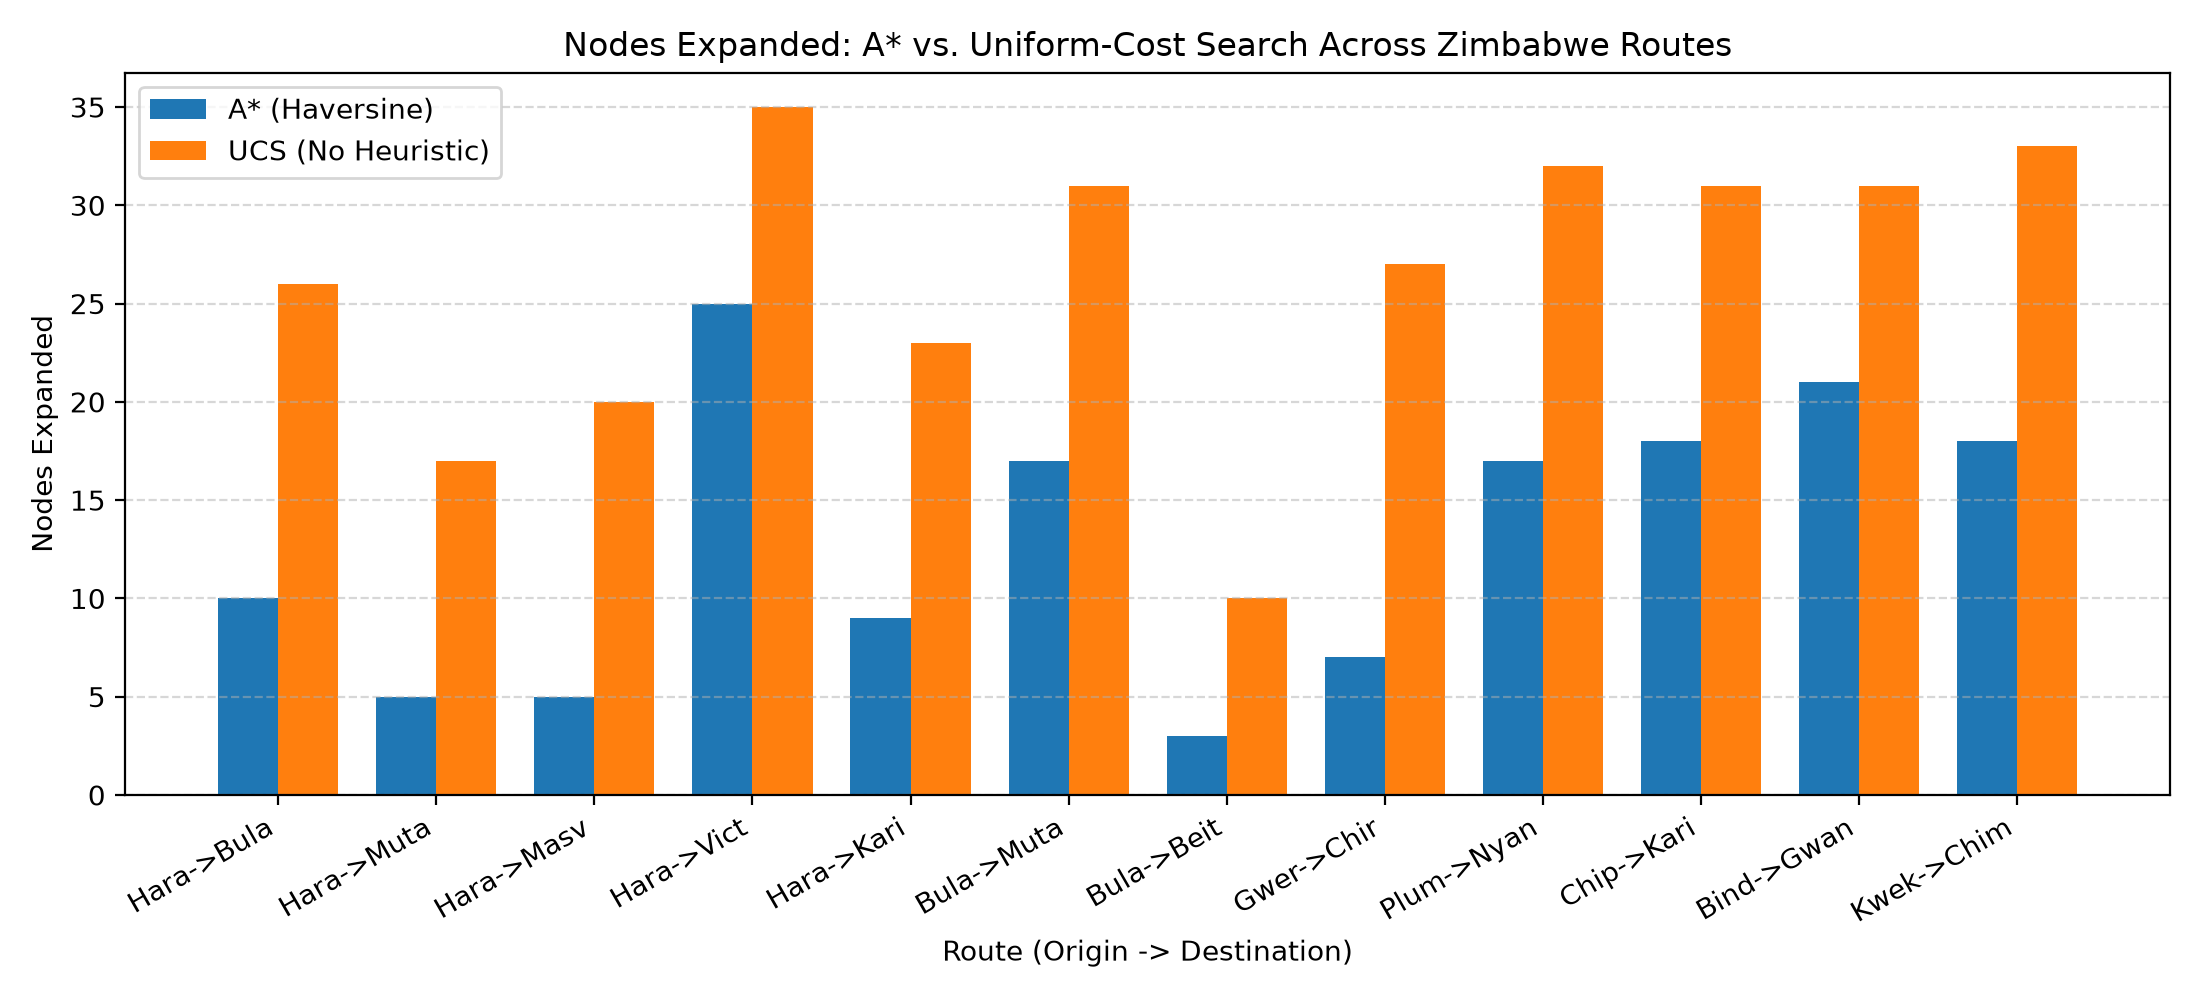 Nodes Expanded: A* vs. Uniform-Cost Search Across Zimbabwe Routes
A* (Haversine)
UCS (No Heuristic)
Nodes Expanded
35
30
25
20
15
10
5
0
Hara->Bula
Hara->Muta
Hara->Masv
Hara->Vict
Hara->Kari
Bula->Muta
Bula->Beit
Gwer->Chir
Plum->Nyan
Chip->Kari
Bind->Gwan
Kwek->Chim
Route (Origin -> Destination)